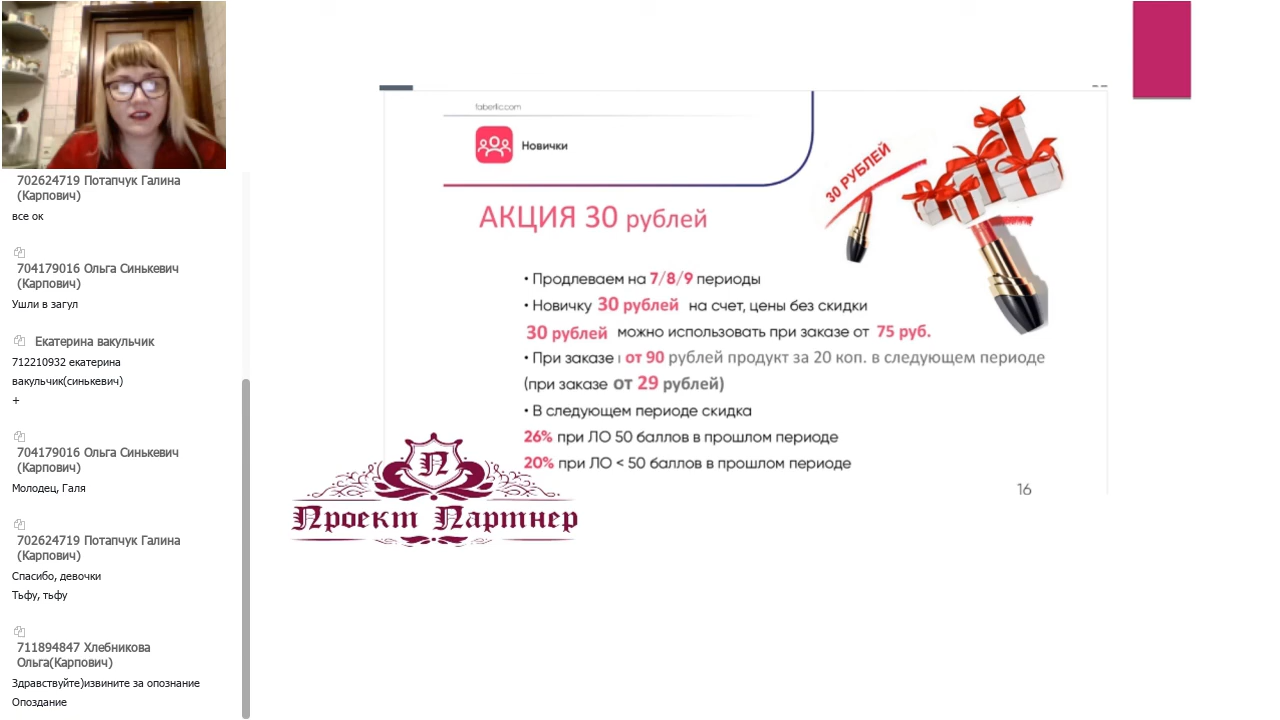 702624719 Потапчук Галина
(Карпович)
все ок
704179016 Ольга Синькевич
(Карпович)
Ушли в загул
Екатерина вакульчик
712210932 екатерина
вакульчик(синькевич)
+
704179016 Ольга Синькевич
(Карпович)
Молодец, Галя
702624719 Потапчук Галина
(Карпович)
Спасибо, девочки
Тьфу, тьфу
711894847 Хлебникова
Ольга(Карпович)
Здравствуйте)извините за опознание
Опоздание
faberlic.com
Новички
30 РУБЛЕЙ
АКЦИЯ 30 рублей
• Продлеваем на 7/8/9 периоды
• Новичку 30 рублей на счет, цены без скидки
30 рублей можно использовать при заказе от 75 руб.
• При заказе от 90 рублей продукт за 20 коп. в следующем периоде
(при заказе от 29 рублей)
• В следующем периоде скидка
26% при ЛО 50 баллов в прошлом периоде
20% при ЛО < 50 баллов в прошлом периоде
16
П
Проект Партнер